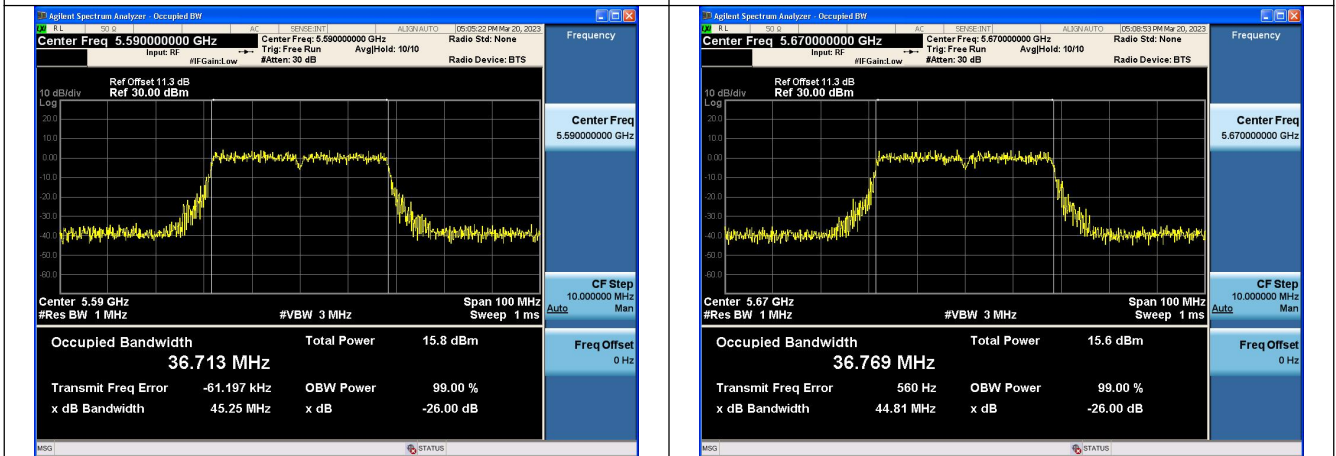 Agilent Spectrum Analyzer - Occupied BW
RL 50 Ω AC SENSE:INT ALIGN AUTO 05:05:22 PM Mar 20, 2023
Center Freq 5.590000000 GHz
Center Freq: 5.590000000 GHz Radio Std: None
Input: RF Trig: Free Run Avg|Hold: 10/10
#IFGain:Low #Atten: 30 dB Radio Device: BTS
Frequency
Ref Offset 11.3 dB
10 dB/div Ref 30.00 dBm
Log
20.0
10.0
0.00
-10.0
-20.0
-30.0
-40.0
-50.0
-60.0
Center 5.59 GHz Span 100 MHz
#Res BW 1 MHz #VBW 3 MHz Sweep 1 ms
Occupied Bandwidth Total Power 15.8 dBm
36.713 MHz
Transmit Freq Error -61.197 kHz OBW Power 99.00 %
x dB Bandwidth 45.25 MHz x dB -26.00 dB
Center Freq
5.590000000 GHz
CF Step
10.000000 MHz
Auto Man
Freq Offset
0 Hz
MSG STATUS
Agilent Spectrum Analyzer - Occupied BW
RL 50 Ω AC SENSE:INT ALIGN AUTO 05:08:53 PM Mar 20, 2023
Center Freq 5.670000000 GHz
Center Freq: 5.670000000 GHz Radio Std: None
Input: RF Trig: Free Run Avg|Hold: 10/10
#IFGain:Low #Atten: 30 dB Radio Device: BTS
Frequency
Ref Offset 11.3 dB
10 dB/div Ref 30.00 dBm
Log
20.0
10.0
0.00
-10.0
-20.0
-30.0
-40.0
-50.0
-60.0
Center 5.67 GHz Span 100 MHz
#Res BW 1 MHz #VBW 3 MHz Sweep 1 ms
Occupied Bandwidth Total Power 15.6 dBm
36.769 MHz
Transmit Freq Error 560 Hz OBW Power 99.00 %
x dB Bandwidth 44.81 MHz x dB -26.00 dB
Center Freq
5.670000000 GHz
CF Step
10.000000 MHz
Auto Man
Freq Offset
0 Hz
MSG STATUS